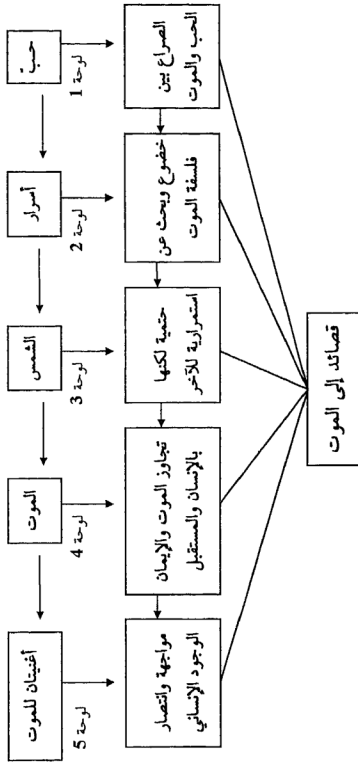 حبّ
لوحة 1
الصراع بين
الحب والموت
أسرار
لوحة 2
خضوع وبحث عن
فلسفة الموت
الشمس
لوحة 3
حتمية لكنها
استمرارية للآخر
الموت
لوحة 4
تجاوز الموت والإيمان
بالإنسان والمستقبل
أغنيتان للموت
لوحة 5
مواجهة وانتصار
الوجود الإنساني
قصائد إلى الموت